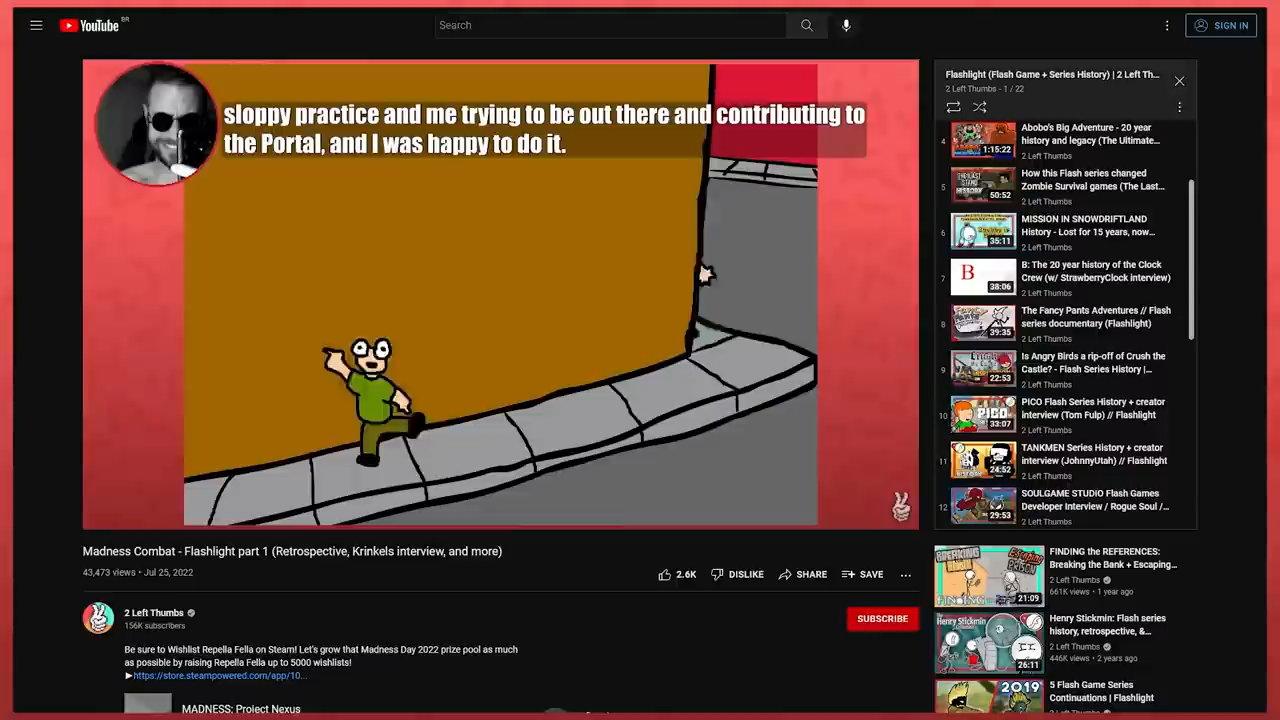 YouTube BR
Search
SIGN IN
sloppy practice and me trying to be out there and contributing to
the Portal, and I was happy to do it.
Madness Combat - Flashlight part 1 (Retrospective, Krinkels interview, and more)
43,473 views • Jul 25, 2022
2.6K
DISLIKE
SHARE
SAVE
2 Left Thumbs
156K subscribers
SUBSCRIBE
Be sure to Wishlist Repella Fella on Steam! Let's grow that Madness Day 2022 prize pool as much
as possible by raising Repella Fella up to 5000 wishlists!
▶https://store.steampowered.com/app/10...
MADNESS: Project Nexus
Flashlight (Flash Game + Series History) | 2 Left Th...
2 Left Thumbs - 1 / 22
4
1:15:22
Abobo's Big Adventure - 20 year
history and legacy (The Ultimate...
2 Left Thumbs
5
50:52
How this Flash series changed
Zombie Survival games (The Last...
2 Left Thumbs
6
35:11
MISSION IN SNOWDRIFTLAND
History - Lost for 15 years, now...
2 Left Thumbs
7
B
38:06
B: The 20 year history of the Clock
Crew (w/ StrawberryClock interview)
2 Left Thumbs
8
39:35
The Fancy Pants Adventures // Flash
series documentary (Flashlight)
2 Left Thumbs
9
22:53
Is Angry Birds a rip-off of Crush the
Castle? - Flash Series History |...
2 Left Thumbs
10
PICO
33:07
PICO Flash Series History + creator
interview (Tom Fulp) // Flashlight
2 Left Thumbs
11
24:52
TANKMEN Series History + creator
interview (JohnnyUtah) // Flashlight
2 Left Thumbs
12
29:53
SOULGAME STUDIO Flash Games
Developer Interview / Rogue Soul /...
2 Left Thumbs
21:09
FINDING the REFERENCES:
Breaking the Bank + Escaping...
2 Left Thumbs
661K views • 1 year ago
Henry Stickmin
26:11
Henry Stickmin: Flash series
history, retrospective, &...
2 Left Thumbs
446K views • 2 years ago
2019
5 Flash Game Series
Continuations | Flashlight
2 Left Thumbs